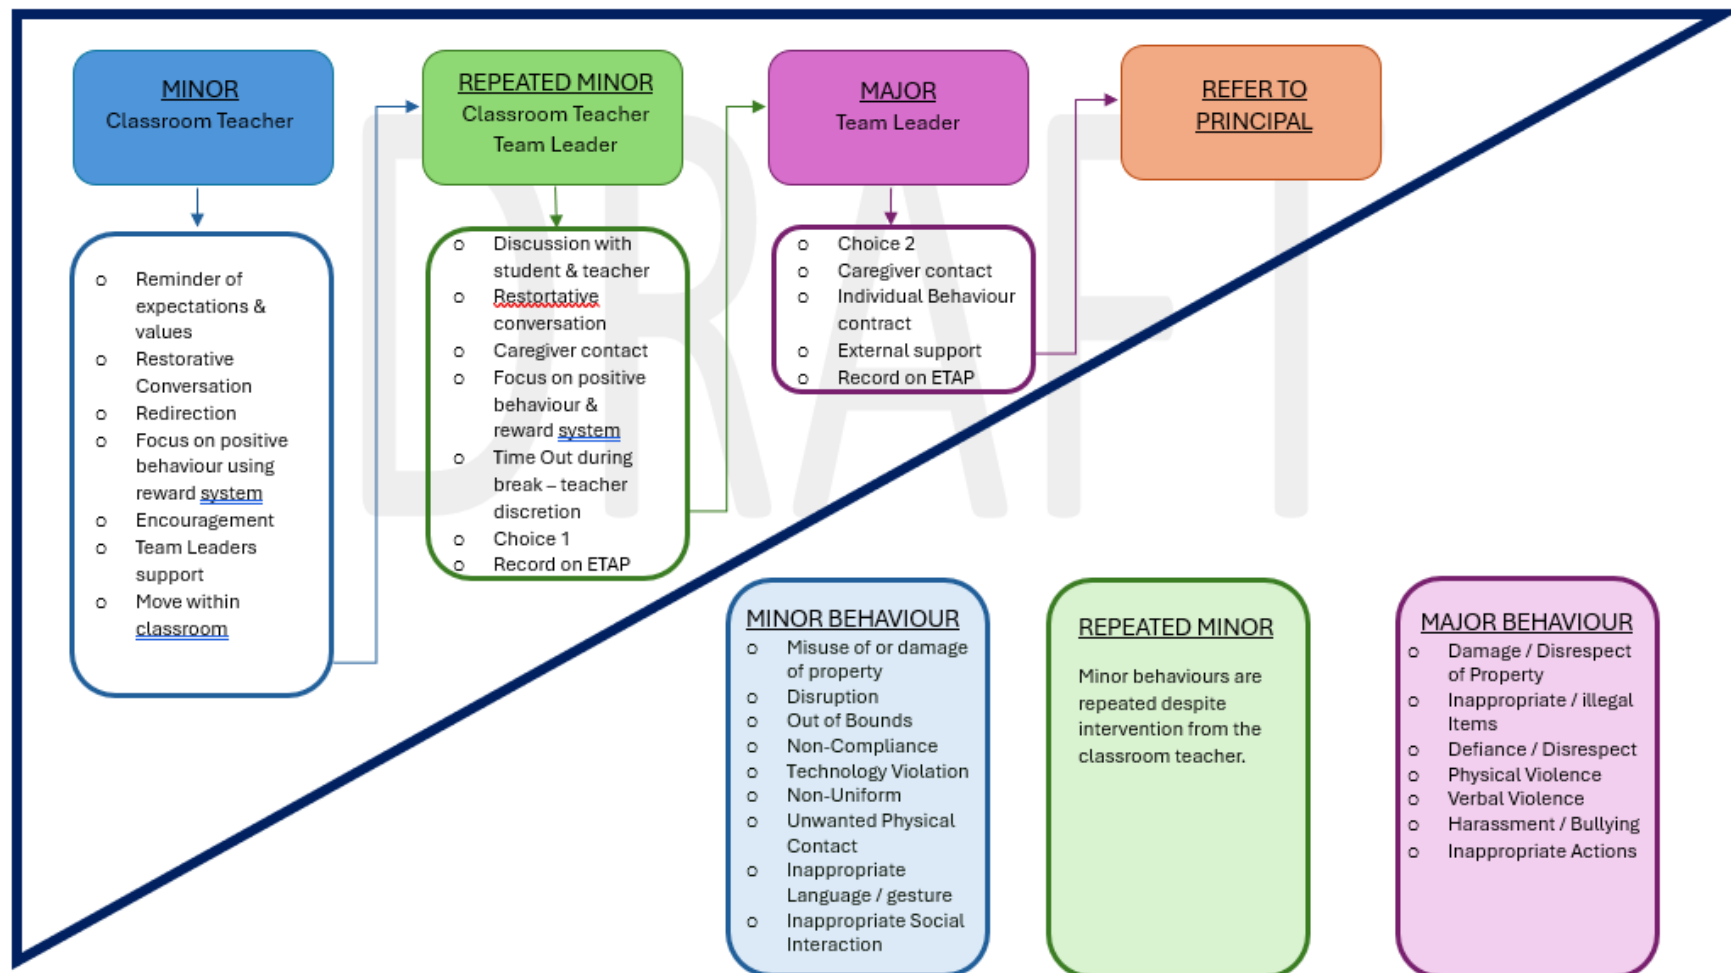 MINOR
Classroom Teacher
REPEATED MINOR
Classroom Teacher
Team Leader
MAJOR
Team Leader
REFER TO
PRINCIPAL
o Reminder of
expectations &
values
o Restorative
Conversation
o Redirection
o Focus on positive
behaviour using
reward system
o Encouragement
o Team Leaders
support
o Move within
classroom
o Discussion with
student & teacher
o Restortative
conversation
o Caregiver contact
o Focus on positive
behaviour &
reward system
o Time Out during
break – teacher
discretion
o Choice 1
o Record on ETAP
o Choice 2
o Caregiver contact
o Individual Behaviour
contract
o External support
o Record on ETAP
DRAFT
MINOR BEHAVIOUR
o Misuse of or damage
of property
o Disruption
o Out of Bounds
o Non-Compliance
o Technology Violation
o Non-Uniform
o Unwanted Physical
Contact
o Inappropriate
Language / gesture
o Inappropriate Social
Interaction
REPEATED MINOR
Minor behaviours are
repeated despite
intervention from the
classroom teacher.
MAJOR BEHAVIOUR
o Damage / Disrespect
of Property
o Inappropriate / illegal
Items
o Defiance / Disrespect
o Physical Violence
o Verbal Violence
o Harassment / Bullying
o Inappropriate Actions